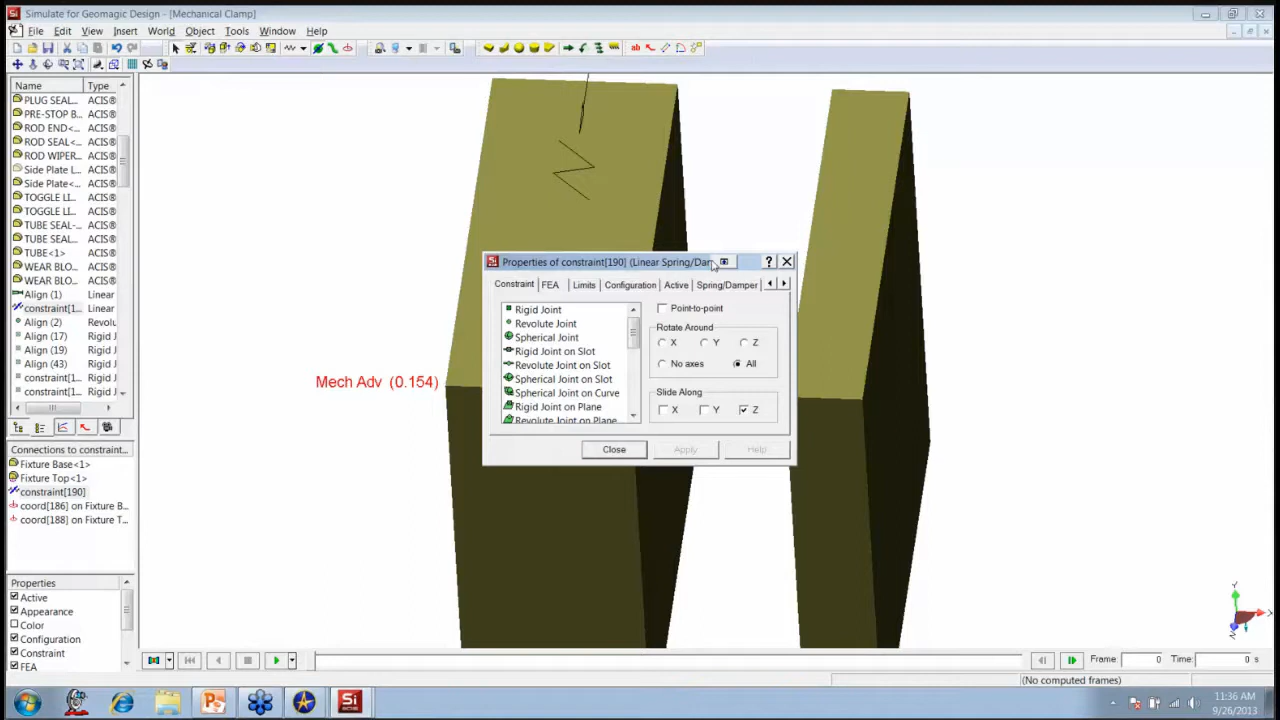 Simulate for Geomagic Design - [Mechanical Clamp]
File Edit View Insert World Object Tools Window Help
Name Type
PLUG SEAL... ACIS®
PRE-STOP B... ACIS®
ROD END<... ACIS®
ROD SEAL<... ACIS®
ROD WIPER... ACIS®
Side Plate L... ACIS®
Side Plate<... ACIS®
TOGGLE LI... ACIS®
TOGGLE LI... ACIS®
TUBE SEAL-... ACIS®
TUBE SEAL... ACIS®
TUBE<1> ACIS®
WEAR BLO... ACIS®
WEAR BLO... ACIS®
Align (1) Linear
constraint[1... Linear
Align (2) Revolu
Align (17) Rigid J
Align (19) Rigid J
Align (43) Rigid J
constraint[1... Rigid J
constraint[1... Rigid J
Connections to constraint...
Fixture Base<1>
Fixture Top<1>
constraint[190]
coord[186] on Fixture B...
coord[188] on Fixture T...
Properties
Active
Appearance
Color
Configuration
Constraint
FEA
Mech Adv (0.154)
Properties of constraint[190] (Linear Spring/Dam
Constraint FEA Limits Configuration Active Spring/Damper
Rigid Joint
Revolute Joint
Spherical Joint
Rigid Joint on Slot
Revolute Joint on Slot
Spherical Joint on Slot
Spherical Joint on Curve
Rigid Joint on Plane
Revolute Joint on Plane
Point-to-point
Rotate Around
X Y Z
No axes All
Slide Along
X Y Z
Close Apply Help
Y
X
Z
Frame: 0 Time: 0 s
(No computed frames)
11:36 AM
9/26/2013